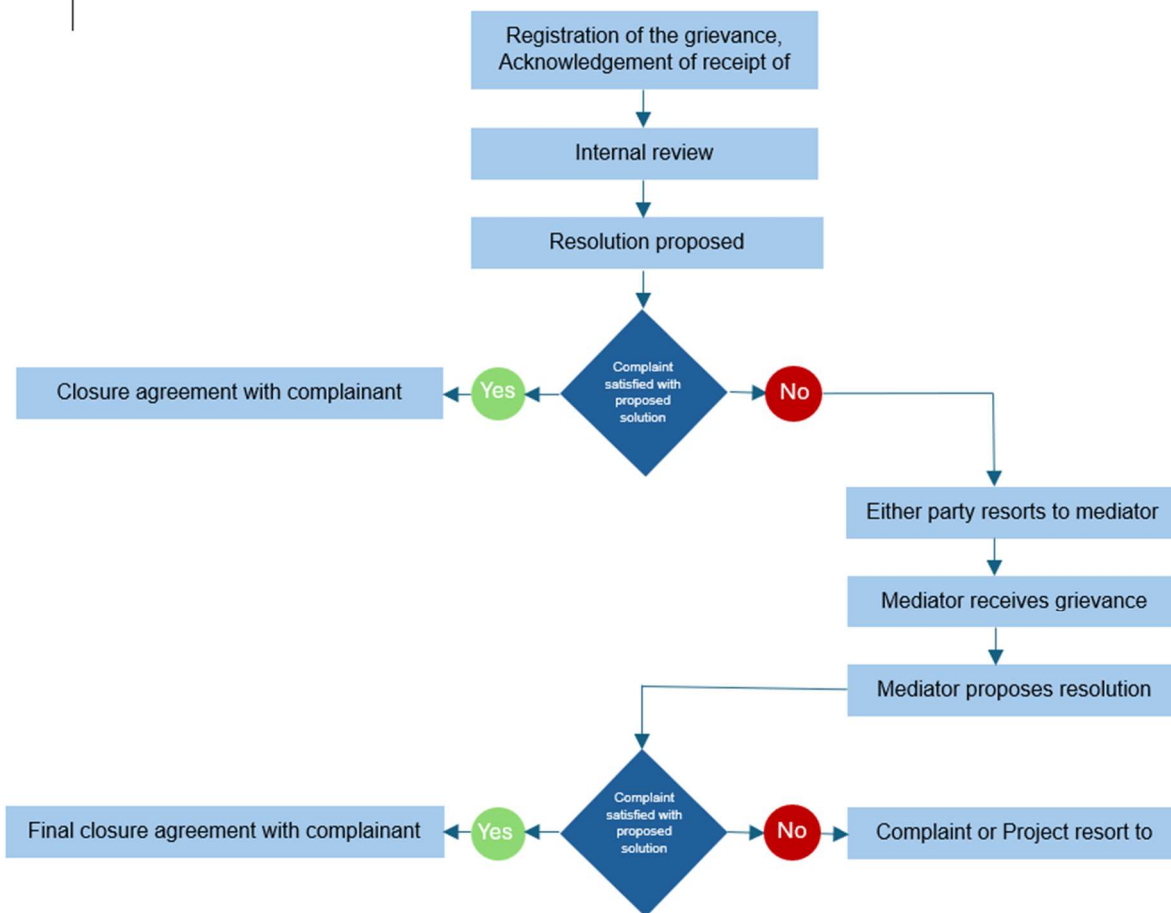 Registration of the grievance,
Acknowledgement of receipt of
Internal review
Resolution proposed
Complaint
satisfied with
proposed
solution
Yes
Closure agreement with complainant
No
Either party resorts to mediator
Mediator receives grievance
Mediator proposes resolution
Complaint
satisfied with
proposed
solution
Yes
Final closure agreement with complainant
No
Complaint or Project resort to